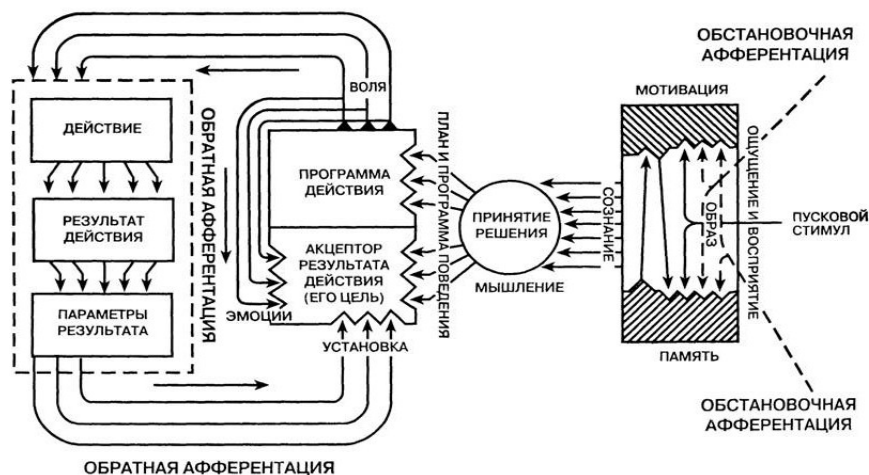 ОБСТАНОВОЧНАЯ
АФФЕРЕНТАЦИЯ
ВОЛЯ
МОТИВАЦИЯ
ДЕЙСТВИЕ
ОБРАТНАЯ АФФЕРЕНТАЦИЯ
ПРОГРАММА
ДЕЙСТВИЯ
ПЛАН И ПРОГРАММА ПОВЕДЕНИЯ
ПРИНЯТИЕ
РЕШЕНИЯ
СОЗНАНИЕ
ОБРАЗ
ОЩУЩЕНИЕ И ВОСПРИЯТИЕ
ПУСКОВОЙ
СТИМУЛ
РЕЗУЛЬТАТ
ДЕЙСТВИЯ
АКЦЕПТОР
РЕЗУЛЬТАТА
ДЕЙСТВИЯ
(ЕГО ЦЕЛЬ)
МЫШЛЕНИЕ
ПАРАМЕТРЫ
РЕЗУЛЬТАТА
ЭМОЦИИ
УСТАНОВКА
ПАМЯТЬ
ОБСТАНОВОЧНАЯ
АФФЕРЕНТАЦИЯ
ОБРАТНАЯ АФФЕРЕНТАЦИЯ